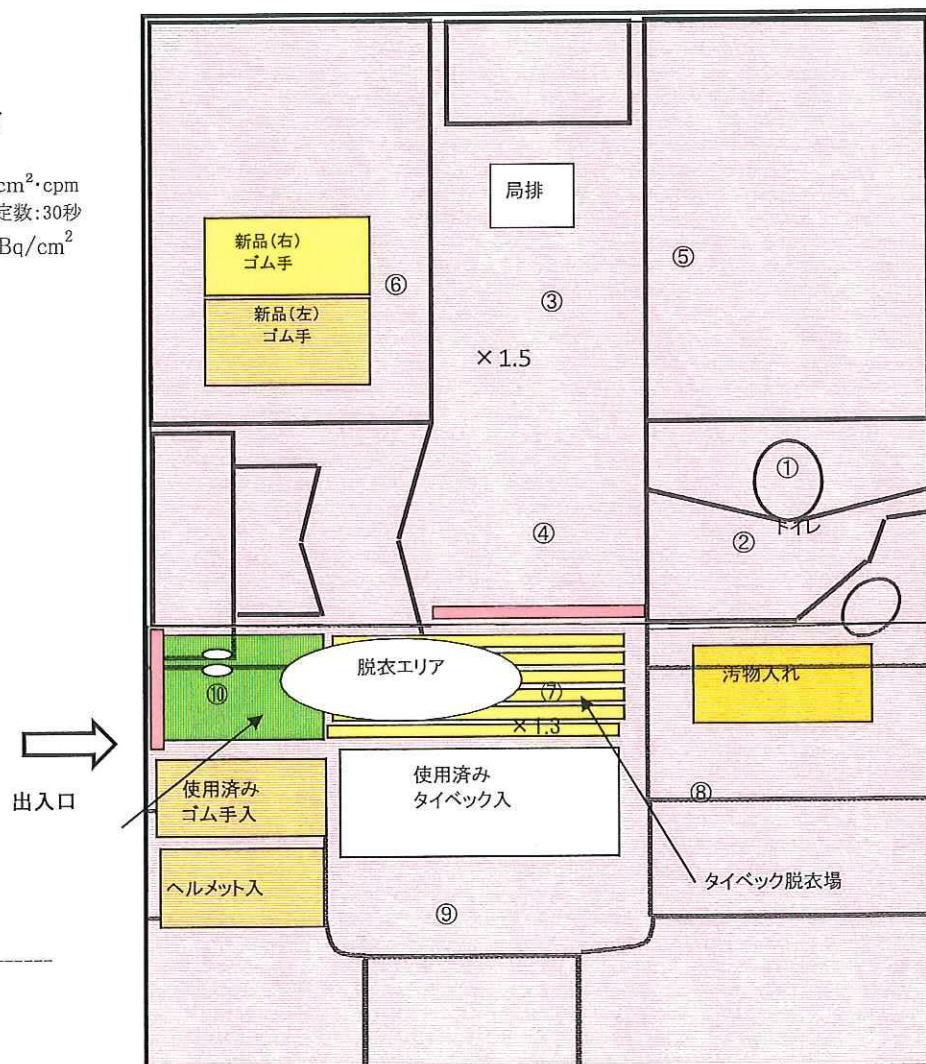 cm²･cpm
定数:30秒
Bq/cm²
局排
新品(右)
ゴム手
⑥
新品(左)
ゴム手
③
⑤
×1.5
①
トイレ
②
④
脱衣エリア
⑦
×1.3
⑩
汚物入れ
出入口
使用済み
ゴム手入
使用済み
タイベック入
⑧
ヘルメット入
タイベック脱衣場
⑨